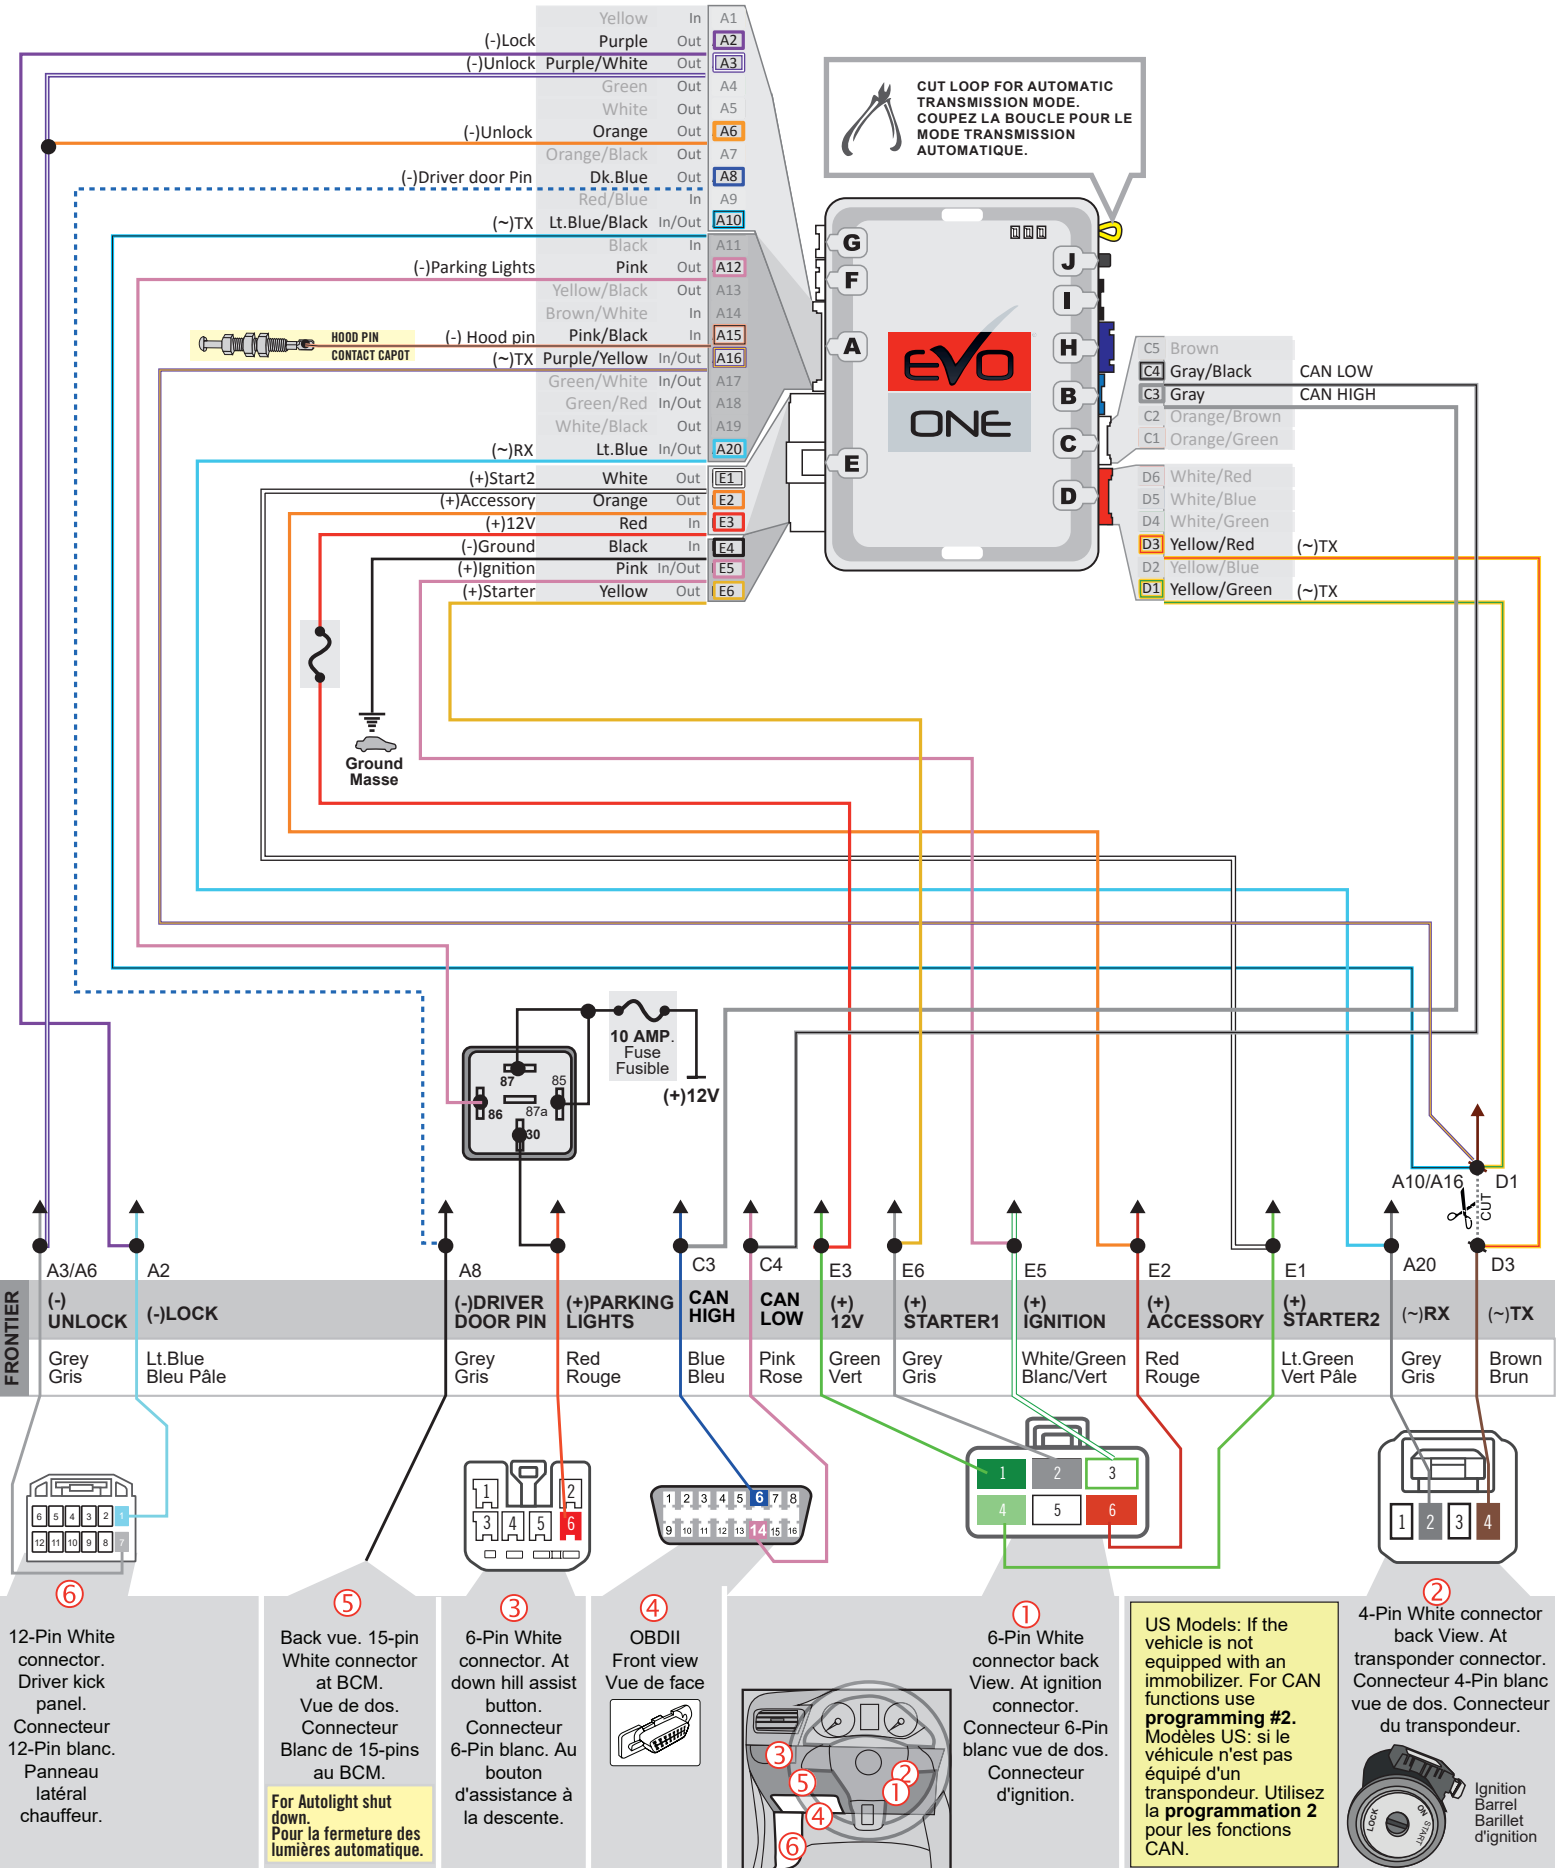 Yellow In A1
(-)Lock Purple Out A2
(-)Unlock Purple/White Out A3
Green Out A4
White Out A5
(-)Unlock Orange Out A6
Orange/Black Out A7
(-)Driver door Pin Dk.Blue Out A8
Red/Blue In A9
(~)TX Lt.Blue/Black In/Out A10
Black In A11
(-)Parking Lights Pink Out A12
Yellow/Black Out A13
Brown/White In A14
(-) Hood pin Pink/Black In A15
(~)TX Purple/Yellow In/Out A16
Green/White In/Out A17
Green/Red In/Out A18
White/Black Out A19
(~)RX Lt.Blue In/Out A20
(+)Start2 White Out E1
(+)Accessory Orange Out E2
(+)12V Red In E3
(-)Ground Black In E4
(+)Ignition Pink In/Out E5
(+)Starter Yellow Out E6
HOOD PIN
CONTACT CAPOT
CUT LOOP FOR AUTOMATIC
TRANSMISSION MODE.
COUPEZ LA BOUCLE POUR LE
MODE TRANSMISSION
AUTOMATIQUE.
G
F
A
E
J
I
H
B
C
D
EVO
ONE
C5 Brown
C4 Gray/Black CAN LOW
C3 Gray CAN HIGH
C2 Orange/Brown
C1 Orange/Green
D6 White/Red
D5 White/Blue
D4 White/Green
D3 Yellow/Red (~)TX
D2 Yellow/Blue
D1 Yellow/Green (~)TX
Ground
Masse
10 AMP.
Fuse
Fusible
(+)12V
87
85
86
87a
30
A10/A16 D1
CUT
A3/A6 A2 A8 C3 C4 E3 E6 E5 E2 E1 A20 D3
FRONTIER
(-)
UNLOCK
(-)LOCK
(-)DRIVER
DOOR PIN
(+)PARKING
LIGHTS
CAN
HIGH
CAN
LOW
(+)
12V
(+)
STARTER1
(+)
IGNITION
(+)
ACCESSORY
(+)
STARTER2
(~)RX
(~)TX
Grey
Gris
Lt.Blue
Bleu Pâle
Grey
Gris
Red
Rouge
Blue
Bleu
Pink
Rose
Green
Vert
Grey
Gris
White/Green
Blanc/Vert
Red
Rouge
Lt.Green
Vert Pâle
Grey
Gris
Brown
Brun
6 5 4 3 2 1
12 11 10 9 8 7
1 2
3 4 5 6
1 2 3 4 5 6 7 8
9 10 11 12 13 14 15 16
1 2 3
4 5 6
1 2 3 4
6
12-Pin White
connector.
Driver kick
panel.
Connecteur
12-Pin blanc.
Panneau
latéral
chauffeur.
5
Back vue. 15-pin
White connector
at BCM.
Vue de dos.
Connecteur
Blanc de 15-pins
au BCM.
For Autolight shut
down.
Pour la fermeture des
lumières automatique.
3
6-Pin White
connector. At
down hill assist
button.
Connecteur
6-Pin blanc. Au
bouton
d'assistance à
la descente.
4
OBDII
Front view
Vue de face
3
5
2
1
4
6
1
6-Pin White
connector back
View. At ignition
connector.
Connecteur 6-Pin
blanc vue de dos.
Connecteur
d'ignition.
US Models: If the
vehicle is not
equipped with an
immobilizer. For CAN
functions use
programming #2.
Modèles US: si le
véhicule n'est pas
équipé d'un
transpondeur. Utilisez
la programmation 2
pour les fonctions
CAN.
2
4-Pin White connector
back View. At
transponder connector.
Connecteur 4-Pin blanc
vue de dos. Connecteur
du transpondeur.
LOCK
ON
START
Ignition
Barrel
Barillet
d'ignition